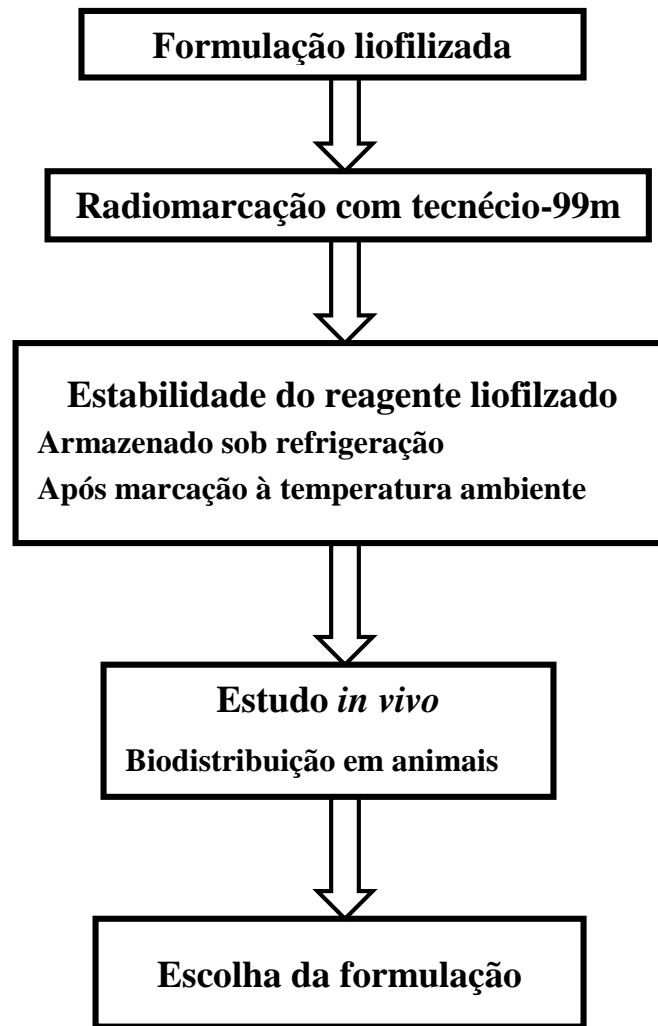 Formulação liofilizada
Radiomarcação com tecnécio-99m
Estabilidade do reagente liofilzado
Armazenado sob refrigeração
Após marcação à temperatura ambiente
Estudo in vivo
Biodistribuição em animais
Escolha da formulação